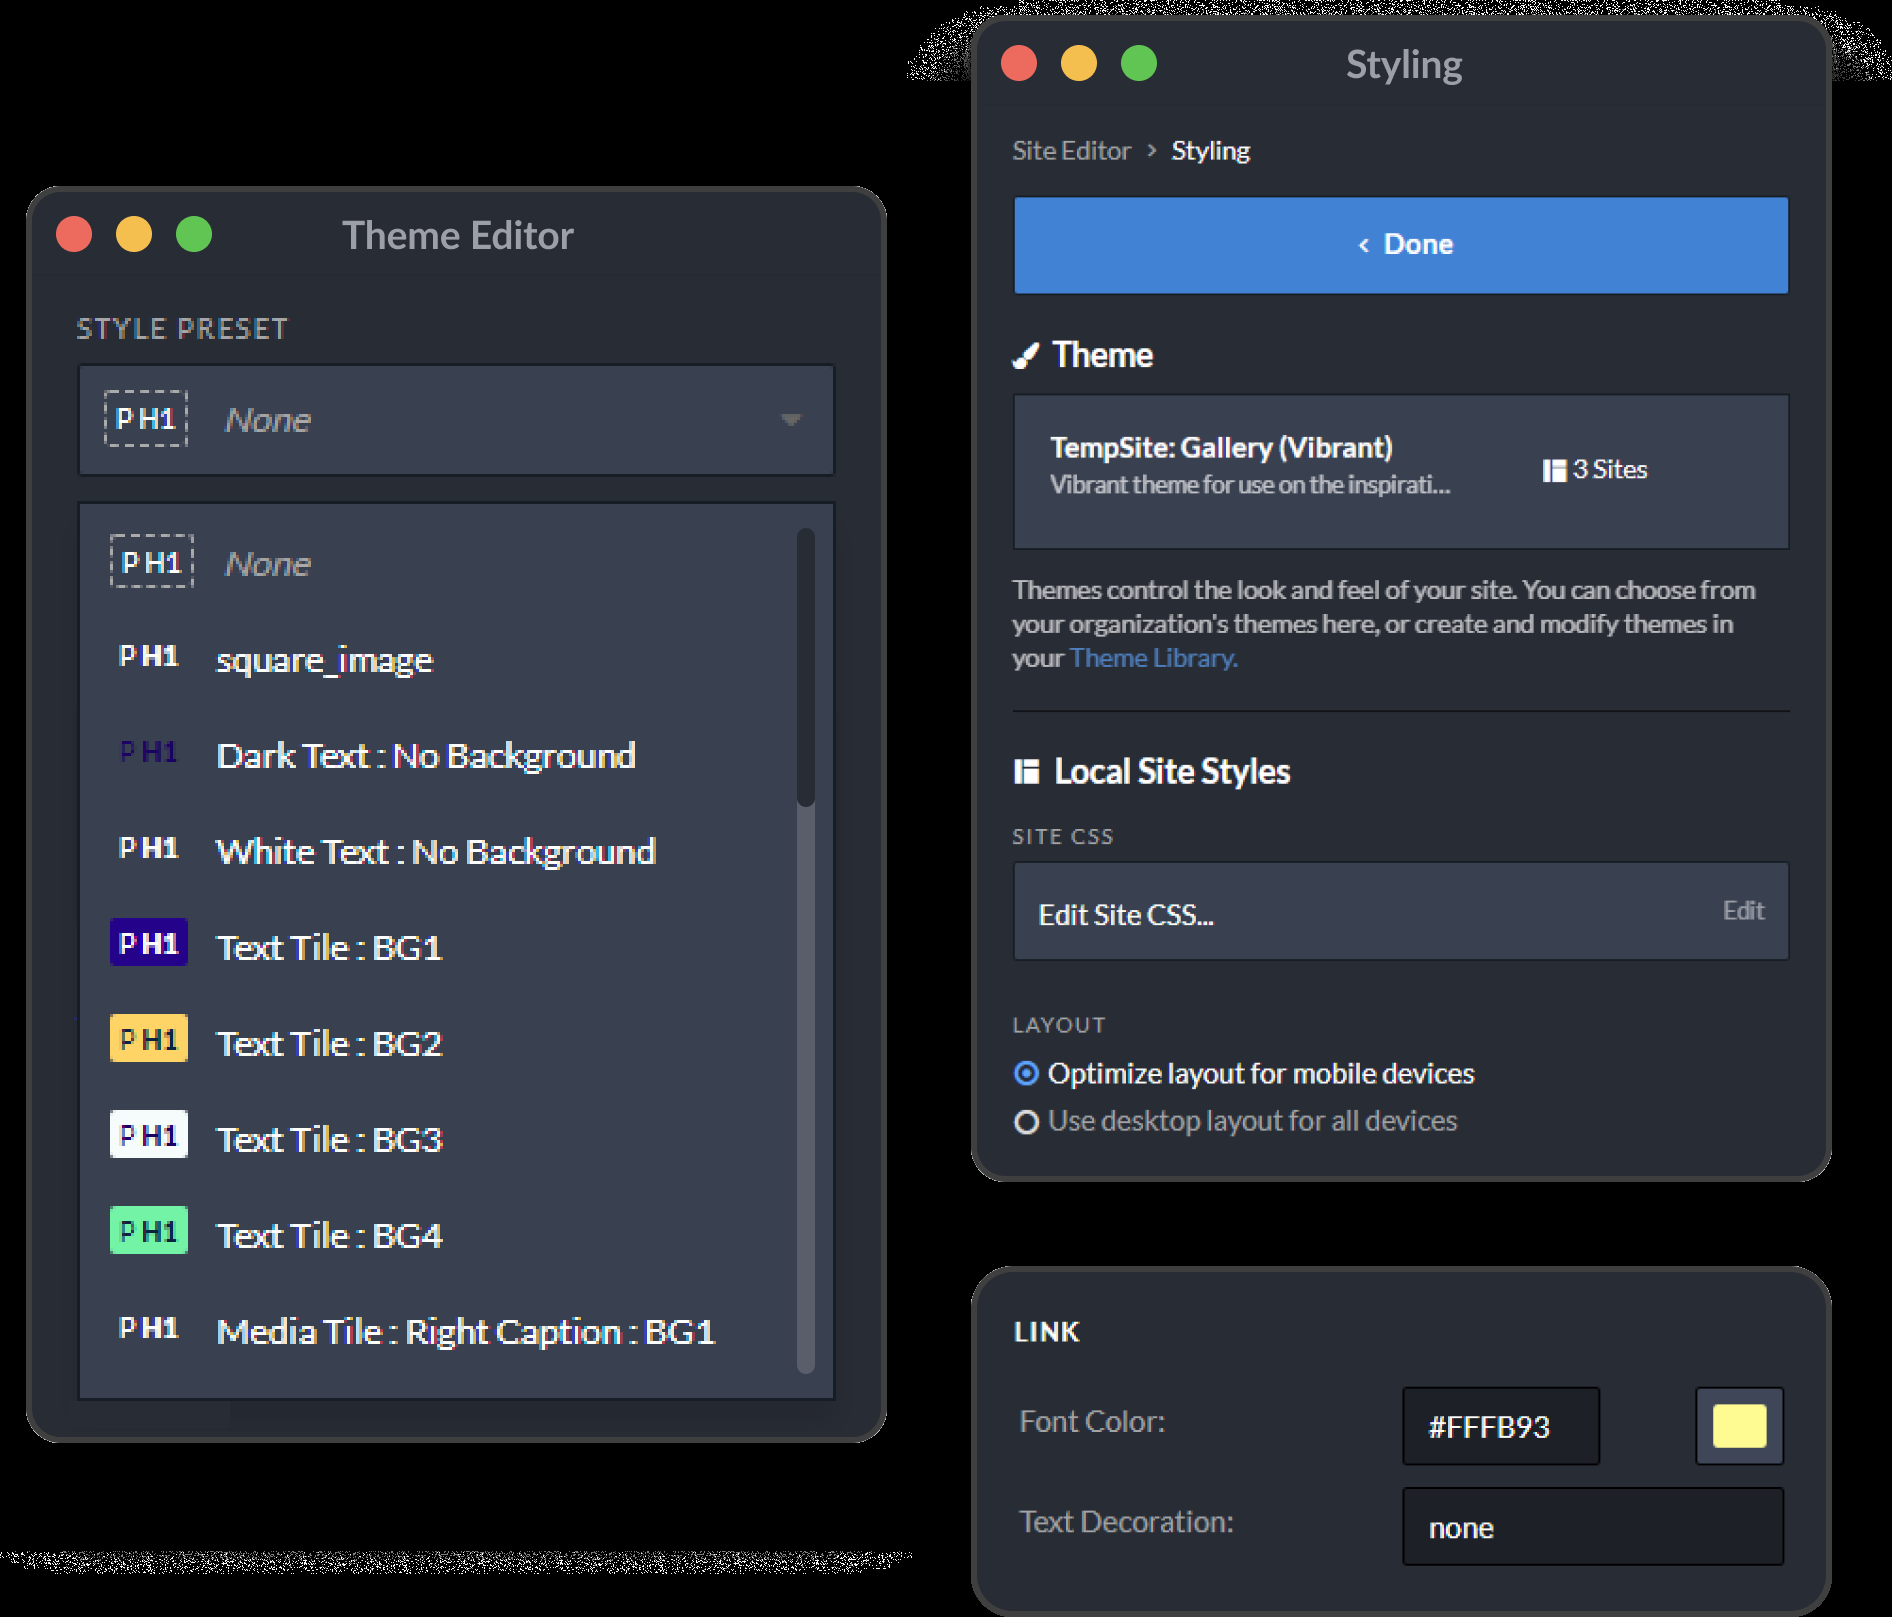 Theme Editor
STYLE PRESET
P H1 None
P H1 None
P H1 square_image
P H1 Dark Text : No Background
P H1 White Text : No Background
P H1 Text Tile : BG1
P H1 Text Tile : BG2
P H1 Text Tile : BG3
P H1 Text Tile : BG4
P H1 Media Tile : Right Caption : BG1
Styling
Site Editor > Styling
< Done
Theme
TempSite: Gallery (Vibrant)
Vibrant theme for use on the inspirati...
3 Sites
Themes control the look and feel of your site. You can choose from
your organization's themes here, or create and modify themes in
your Theme Library.
Local Site Styles
SITE CSS
Edit Site CSS... Edit
LAYOUT
Optimize layout for mobile devices
Use desktop layout for all devices
LINK
Font Color: #FFFB93
Text Decoration: none